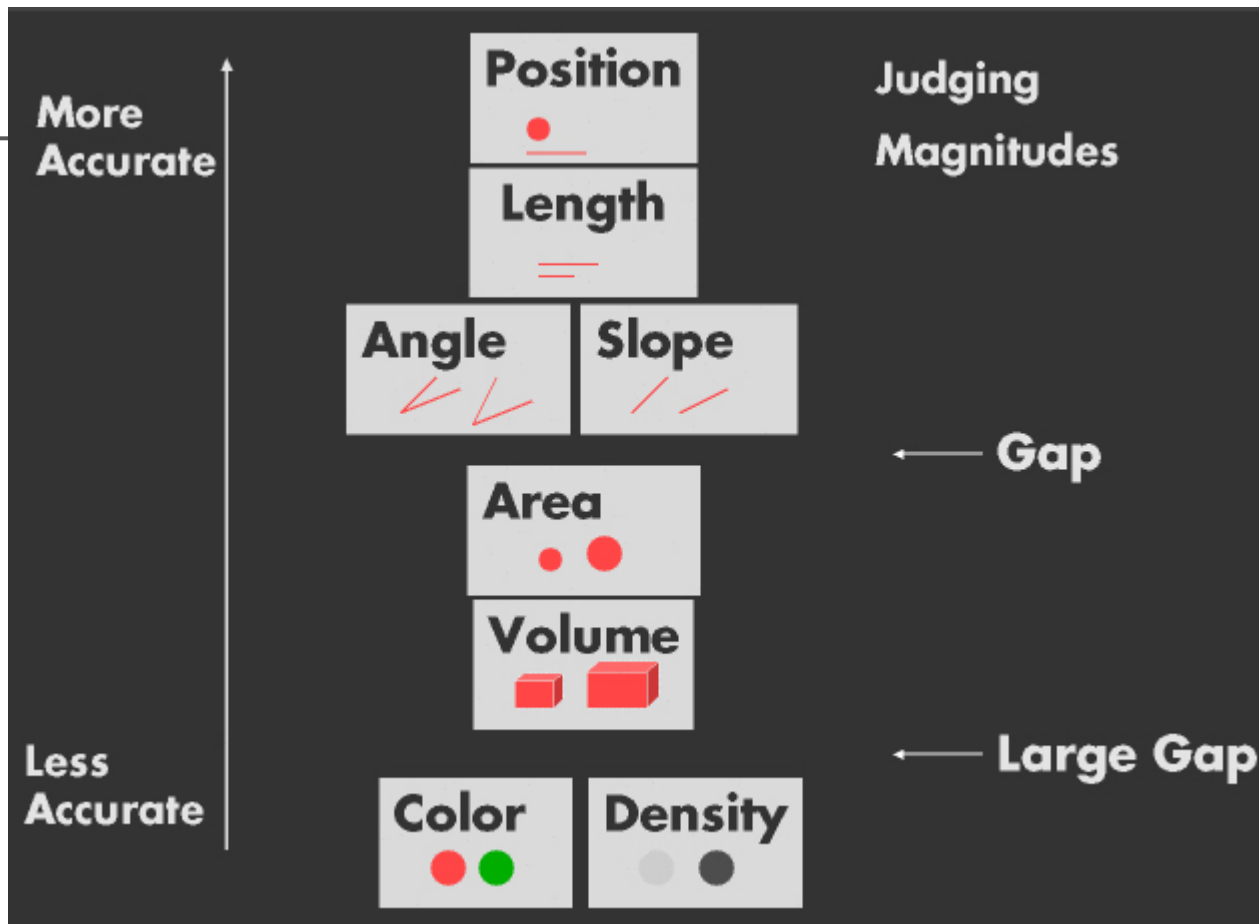 Position
Judging
More
Accurate
Magnitudes
Length
Angle
Slope
Gap
Area
Volume
Less
Accurate
Large Gap
Color
Density